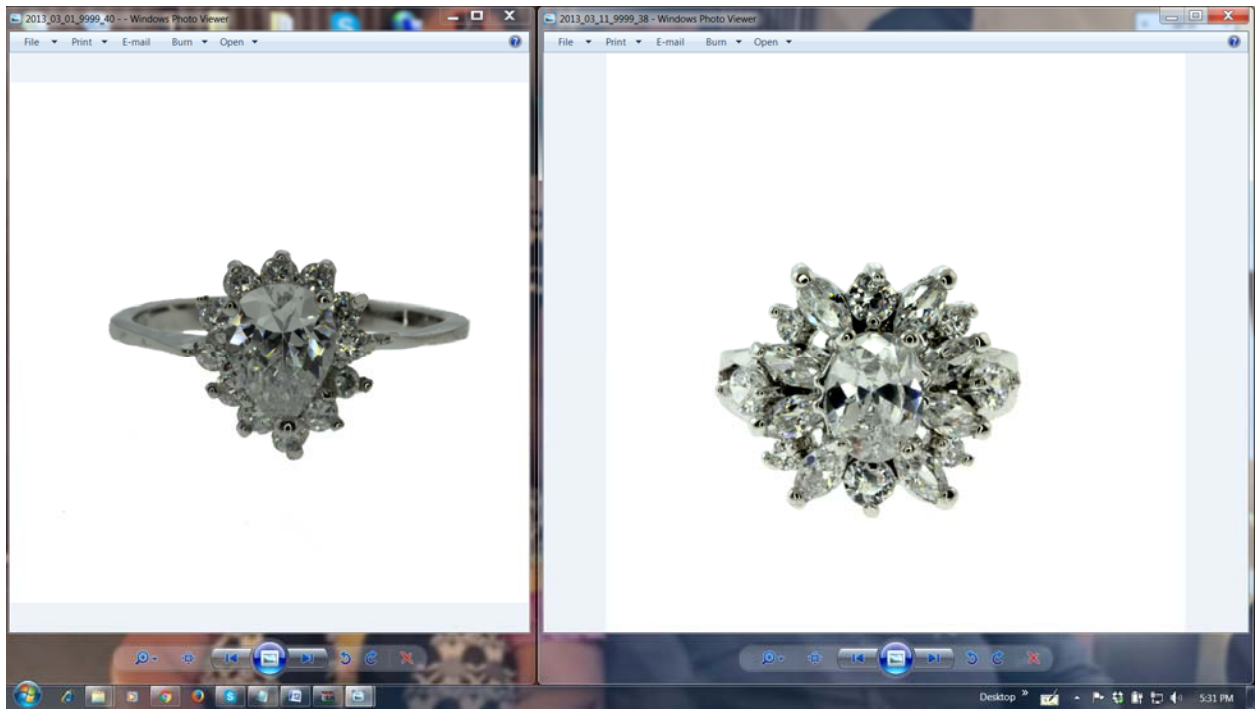 2013_03_01_9999_40 - - Windows Photo Viewer
File Print E-mail Burn Open
2013_03_11_9999_38 - Windows Photo Viewer
File Print E-mail Burn Open
Desktop » 5:31 PM